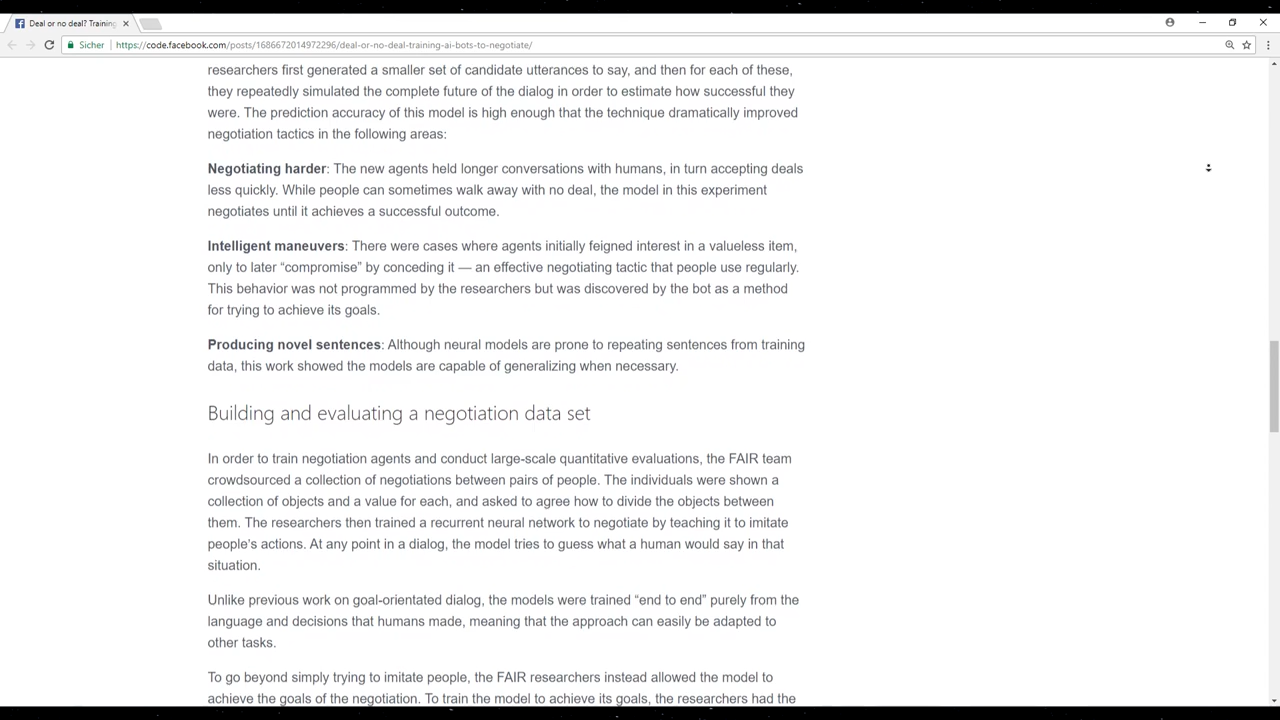 Deal or no deal? Training
Sicher
https://code.facebook.com/posts/1686672014972296/deal-or-no-deal-training-ai-bots-to-negotiate/
researchers first generated a smaller set of candidate utterances to say, and then for each of these,
they repeatedly simulated the complete future of the dialog in order to estimate how successful they
were. The prediction accuracy of this model is high enough that the technique dramatically improved
negotiation tactics in the following areas:
Negotiating harder: The new agents held longer conversations with humans, in turn accepting deals
less quickly. While people can sometimes walk away with no deal, the model in this experiment
negotiates until it achieves a successful outcome.
Intelligent maneuvers: There were cases where agents initially feigned interest in a valueless item,
only to later “compromise” by conceding it — an effective negotiating tactic that people use regularly.
This behavior was not programmed by the researchers but was discovered by the bot as a method
for trying to achieve its goals.
Producing novel sentences: Although neural models are prone to repeating sentences from training
data, this work showed the models are capable of generalizing when necessary.
Building and evaluating a negotiation data set
In order to train negotiation agents and conduct large-scale quantitative evaluations, the FAIR team
crowdsourced a collection of negotiations between pairs of people. The individuals were shown a
collection of objects and a value for each, and asked to agree how to divide the objects between
them. The researchers then trained a recurrent neural network to negotiate by teaching it to imitate
people’s actions. At any point in a dialog, the model tries to guess what a human would say in that
situation.
Unlike previous work on goal-orientated dialog, the models were trained “end to end” purely from the
language and decisions that humans made, meaning that the approach can easily be adapted to
other tasks.
To go beyond simply trying to imitate people, the FAIR researchers instead allowed the model to
achieve the goals of the negotiation. To train the model to achieve its goals, the researchers had the